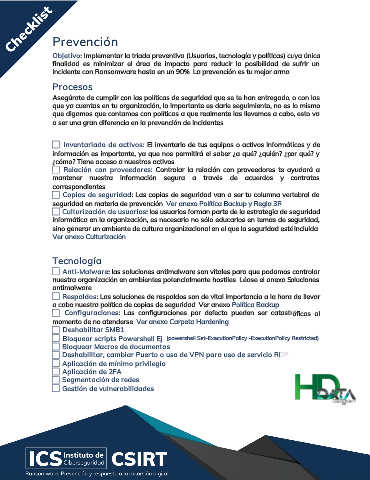 Checklist
Prevención
Objetivo: Implementar la triada preventiva (Usuarios, tecnología y políticas) cuya única
finalidad es minimizar el área de impacto para reducir la posibilidad de sufrir un
incidente con Ransomware hasta en un 90% La prevención es tu mejor arma
Procesos
Asegúrate de cumplir con las políticas de seguridad que se te han entregado, o con las
que ya cuentas en tu organización, lo importante es darle seguimiento, no es lo mismo
que digamos que contamos con políticas a que realmente las llevamos a cabo, esto va
a ser una gran diferencia en la prevención de incidentes
Inventariado de activos: El inventario de tus equipos o activos informáticos y de
información es importante, ya que nos permitirá el saber ¿a qué? ¿quién? ¿por qué? y
¿cómo? Tiene acceso a nuestros activos
Relación con proveedores: Controlar la relación con proveedores te ayudará a
mantener nuestra información segura a través de acuerdos y contratos
correspondientes
Copias de seguridad: Las copias de seguridad van a ser tu columna vertebral de
seguridad en materia de prevención Ver anexo Política Backup y Regla 3R
Culturización de usuarios: los usuarios forman parte de la estrategia de seguridad
informática en la organización, es necesario no sólo educarlos en temas de seguridad,
sino generar un ambiente de cultura organizacional en el que la seguridad esté incluida
Ver anexo Culturización
Tecnología
Anti-Malware: las soluciones antimalware son vitales para que podamos controlar
nuestra organización en ambientes potencialmente hostiles Léase el anexo Soluciones
antimalware
Respaldos: Las soluciones de respaldos son de vital importancia a la hora de llevar
a cabo nuestra política de copias de seguridad Ver anexo Política Backup
Configuraciones: Las configuraciones por defecto pueden ser catastróficas al
momento de no atenderse Ver anexo Carpeta Hardening
Deshabilitar SMB1
Bloquear scripts Powershell Ej (powershell Set-ExecutionPolicy -ExecutionPolicy Restricted)
Bloquear Macros de documentos
Deshabilitar, cambiar Puerto o uso de VPN para uso de servicio RDP
Aplicación de mínimo privilegio
Aplicación de 2FA
Segmentación de redes
Gestión de vulnerabilidades
HD DATA
ICS Instituto de Ciberseguridad CSIRT